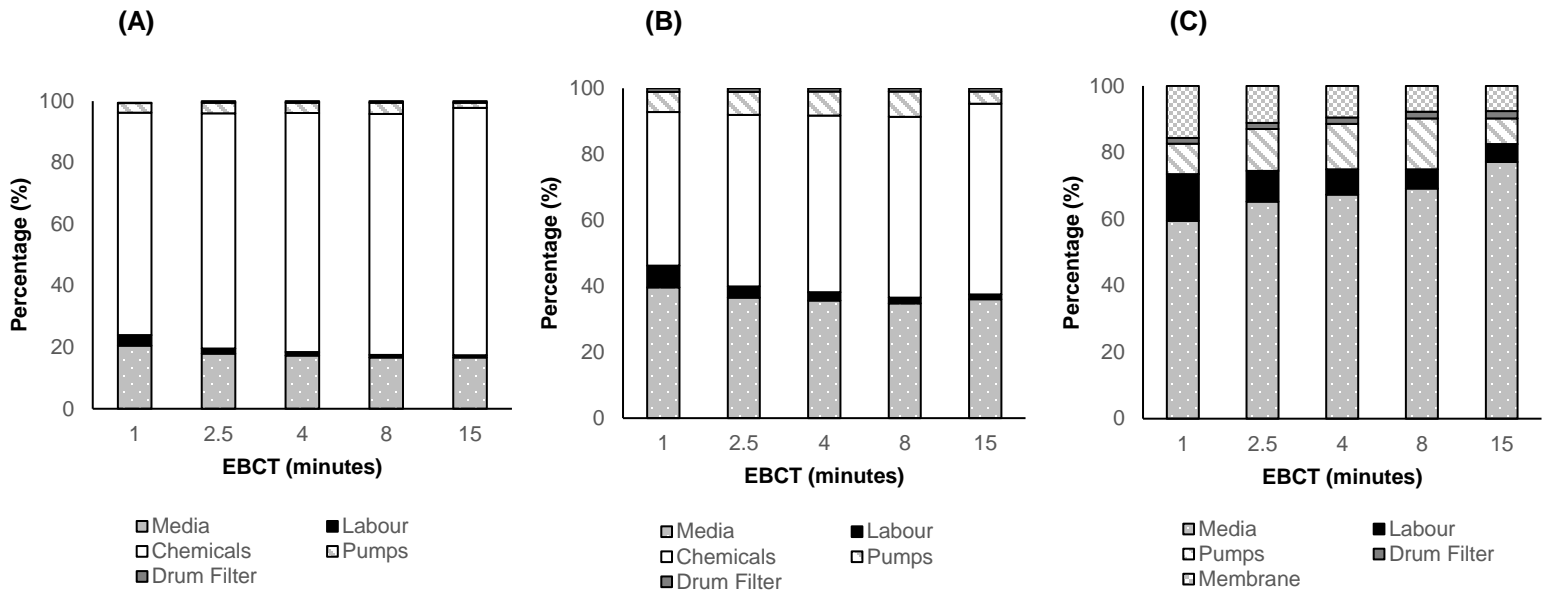 (A)
100
80
60
40
20
0
Percentage (%)
1 2.5 4 8 15
EBCT (minutes)
Media Labour
Chemicals Pumps
Drum Filter
(B)
100
80
60
40
20
0
Percentage (%)
1 2.5 4 8 15
EBCT (minutes)
Media Labour
Chemicals Pumps
Drum Filter
(C)
100
80
60
40
20
0
Percentage (%)
1 2.5 4 8 15
EBCT (minutes)
Media Labour
Pumps Drum Filter
Membrane